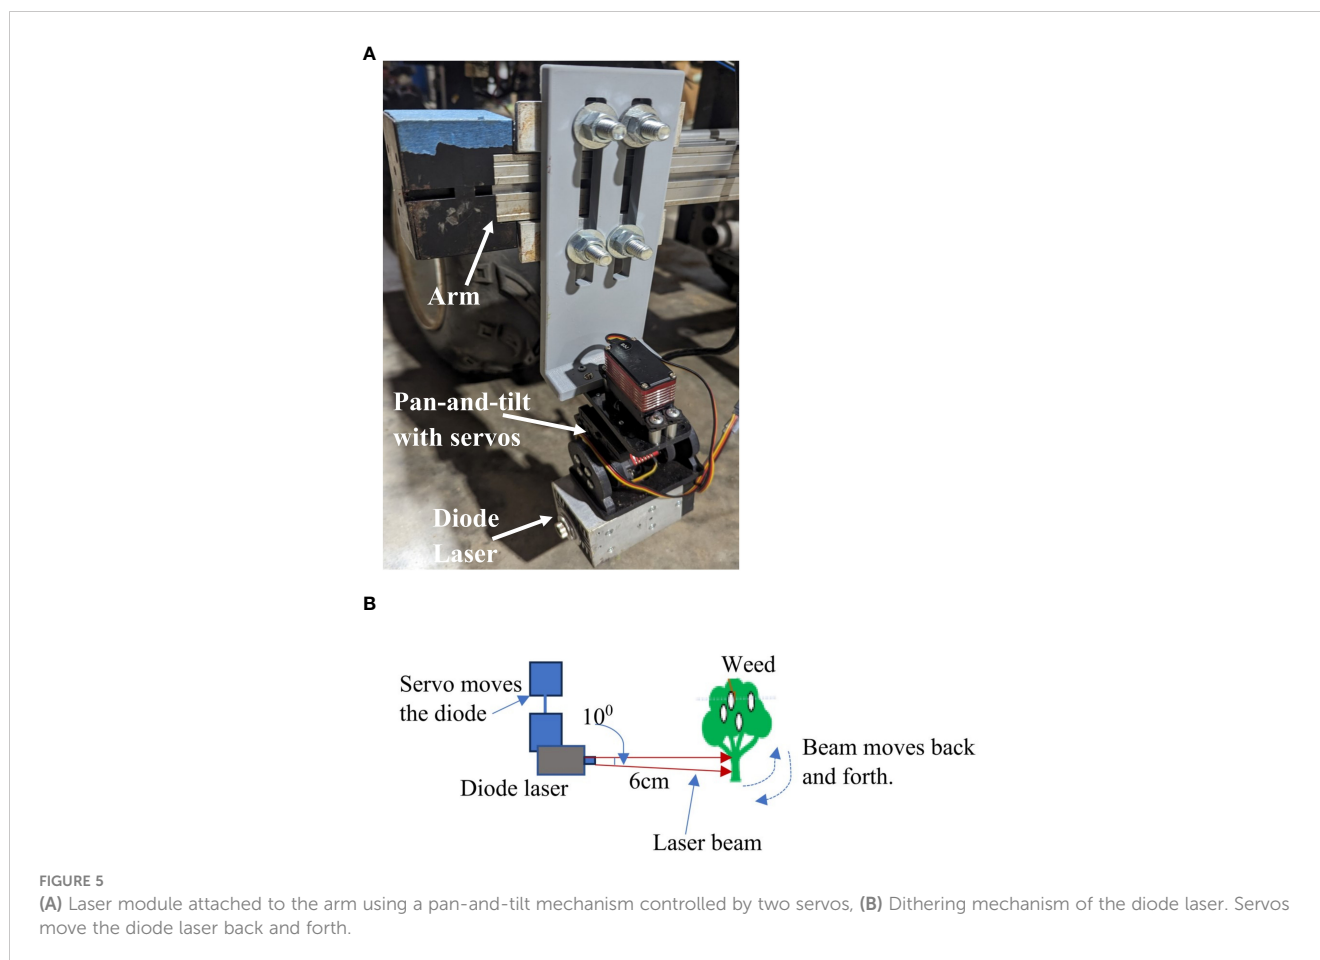 A
Arm
Pan-and-tilt
with servos
Diode
Laser
B
Weed
Servo moves
the diode
10⁰
Beam moves back
and forth.
6cm
Diode laser
Laser beam
FIGURE 5
(A) Laser module attached to the arm using a pan-and-tilt mechanism controlled by two servos, (B) Dithering mechanism of the diode laser. Servos
move the diode laser back and forth.